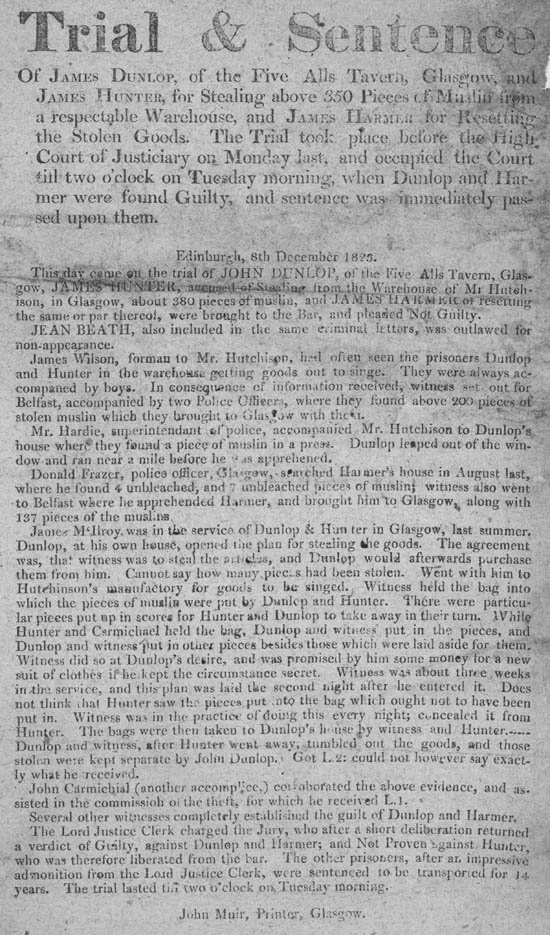 Trial & Sentence
Of JAMES DUNLOP, of the Five Alls Tavern, Glasgow, and
JAMES HUNTER, for Stealing above 350 Pieces of Muslin from
a respectable Warehouse, and JAMES HARMER for Resetting
the Stolen Goods. The Trial took place before the High
Court of Justiciary on Monday last, and occupied the Court
till two o'clock on Tuesday morning, when Dunlop and Har-
mer were found Guilty, and sentence was immediately pas-
sed upon them.
Edinburgh, 8th December 1823.
This day came on the trial of JOHN DUNLOP, of the Five Alls Tavern, Glas-
gow, JAMES HUNTER, accused of Stealing from the Warehouse of Mr Hutch-
ison, in Glasgow, about 380 pieces of muslin, and JAMES HARMER of resetting
the same or par thereof, were brought to the Bar, and pleaded Not Guilty.
JEAN BEATH, also included in the same criminal letters, was outlawed for
non-appearance.
James Wilson, forman to Mr. Hutchison, had often seen the prisoners Dunlop
and Hunter in the warehouse getting goods out to singe. They were always ac-
companed by boys. In consequence of information received, witness set out for
Belfast, accompanied by two Police Officers, where they found above 200 pieces of
stolen muslin which they brought to Glasgow with them.
Mr. Hardie, superintendant of police, accompanied Mr. Hutchison to Dunlop's
house where they found a piece of muslin in a press. Dunlop leaped out of the win-
dow and ran near a mile before he was apprehened.
Donald Frazer, police officer, Glasgow, searched Harmer's house in August last,
where he found 4 unbleached, and 7 unbleached pieces of muslin; witness also went
to Belfast where he apprehended Harmer, and brought him to Glasgow, along with
137 pieces of the muslins.
James M'Ilroy. was in the service of Dunlop & Hunter in Glasgow, last summer.
Dunlop, at his own house, opened the plan for stealing the goods. The agreement
was, that witness was to steal the articles, and Dunlop would afterwards purchase
them from him. Cannot say how many pieces had been stolen. Went with him to
Hutchinson's manufactory for goods to be singed. Witness held the bag into
which the pieces of muslin were put by Dunlop and Hunter. There were particu-
lar pieces put up in scores for Hunter and Dunlop to take away in their turn. While
Hunter and Carmichael held the bag, Dunlop and witness put in the pieces, and
Dunlop and witness put in other pieces besides those which were laid aside for them.
Witness did so at Dunlop's desire, and was promised by him some money for a new
suit of clothes if he kept the circumstance secret. Witness was about three weeks
in the service, and this plan was laid the second night after he entered it. Does
not think that Hunter saw the pieces put into the bag which ought not to have been
put in. Witness was in the practice of doing this every night; concealed it from
Hunter. The bags were then taken to Dunlop's house by witness and Hunter.----
Dunlop and witness, after Hunter went away, tumbled out the goods, and those
stolen were kept separate by John Dunlop. Got L.2: could not however say exact-
ly what he received.
John Carmichial (another accomplice,) corroborated the above evidence, and as-
sisted in the commission of the theft, for which he received L.1.
Several other witnesses completely established the guilt of Dunlop and Harmer.
The Lord Justice Clerk charged the Jury, who after a short deliberation returned
a verdict of Guilty, against Dunlop and Harmer; and Not Proven against Hunter,
who was therefore liberated from the bar. The other prisoners, after an impressive
admonition from the Lord Justice Clerk, were sentenced to be transported for 14
years. The trial lasted till two o'clock on Tuesday morning.
John Muir, Printer, Glasgow.